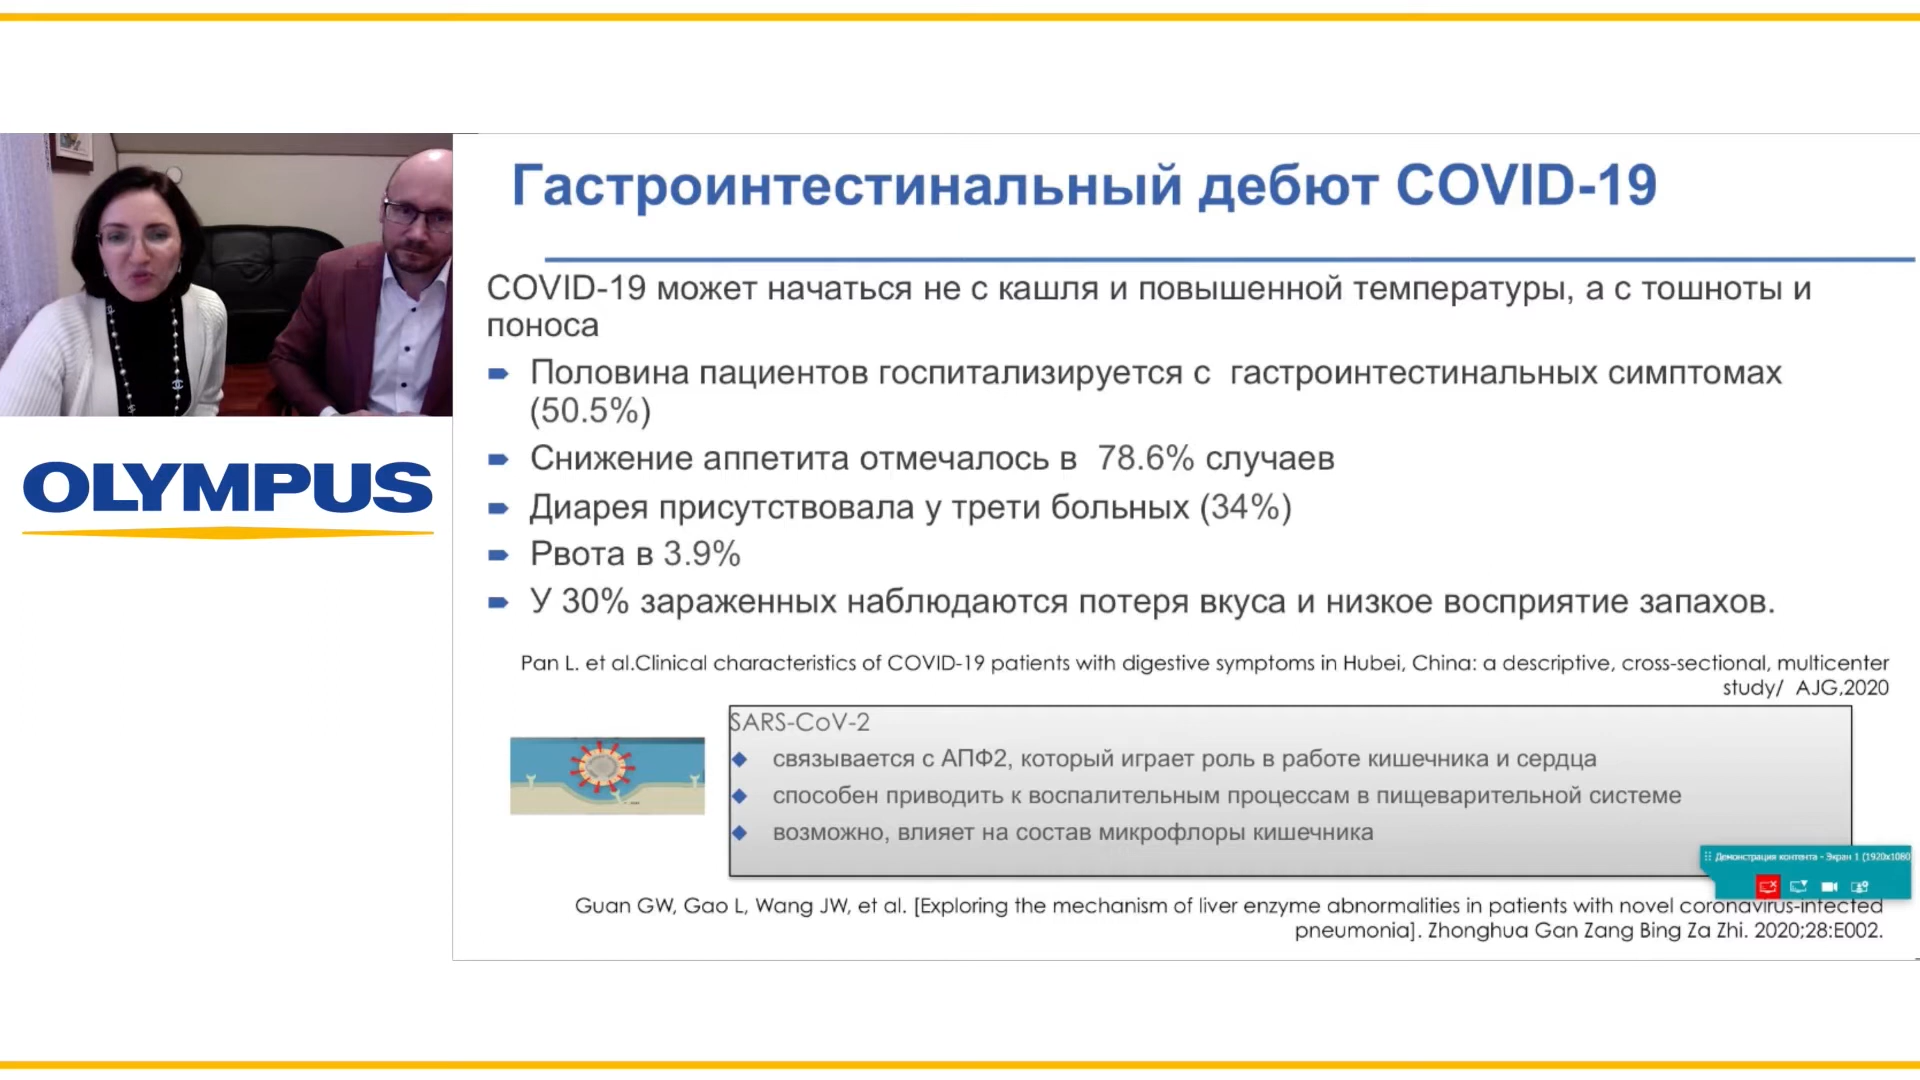 Гастроинтестинальный дебют COVID-19
COVID-19 может начаться не с кашля и повышенной температуры, а с тошноты и
поноса
Половина пациентов госпитализируется с гастроинтестинальных симптомах
(50.5%)
Снижение аппетита отмечалось в 78.6% случаев
Диарея присутствовала у трети больных (34%)
Рвота в 3.9%
У 30% зараженных наблюдаются потеря вкуса и низкое восприятие запахов.
Pan L. et al.Clinical characteristics of COVID-19 patients with digestive symptoms in Hubei, China: a descriptive, cross-sectional, multicenter
study/ AJG,2020
SARS-CoV-2
связывается с АПФ2, который играет роль в работе кишечника и сердца
способен приводить к воспалительным процессам в пищеварительной системе
возможно, влияет на состав микрофлоры кишечника
Демонстрация контента - Экран 1 (1920x1080
Guan GW, Gao L, Wang JW, et al. [Exploring the mechanism of liver enzyme abnormalities in patients with novel coronavirus-infected
pneumonia]. Zhonghua Gan Zang Bing Za Zhi. 2020;28:E002.
OLYMPUS